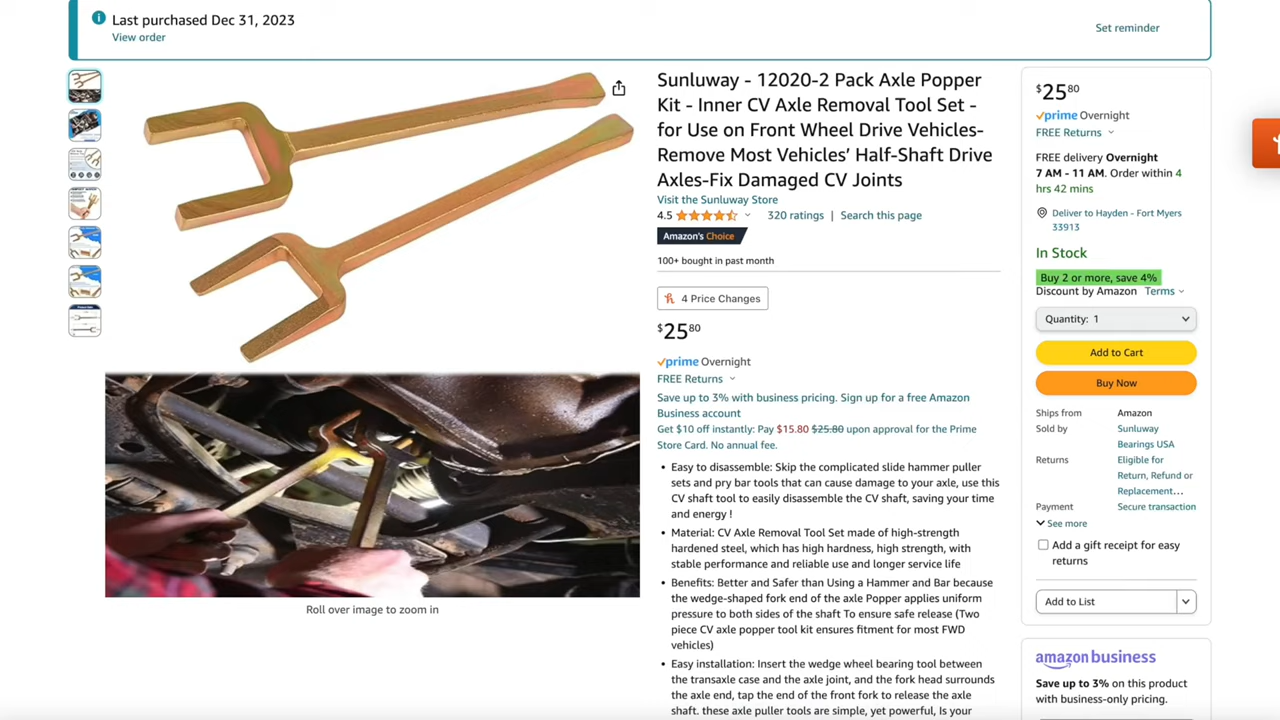 Last purchased Dec 31, 2023
View order
Set reminder
Sunluway - 12020-2 Pack Axle Popper
Kit - Inner CV Axle Removal Tool Set -
for Use on Front Wheel Drive Vehicles-
Remove Most Vehicles’ Half-Shaft Drive
Axles-Fix Damaged CV Joints
Visit the Sunluway Store
4.5 320 ratings | Search this page
Amazon's Choice
100+ bought in past month
4 Price Changes
$25 80
prime Overnight
FREE Returns
Save up to 3% with business pricing. Sign up for a free Amazon
Business account
Get $10 off instantly: Pay $15.80 $25.80 upon approval for the Prime
Store Card. No annual fee.
• Easy to disassemble: Skip the complicated slide hammer puller
sets and pry bar tools that can cause damage to your axle, use this
CV shaft tool to easily disassemble the CV shaft, saving your time
and energy !
• Material: CV Axle Removal Tool Set made of high-strength
hardened steel, which has high hardness, high strength, with
stable performance and reliable use and longer service life
• Benefits: Better and Safer than Using a Hammer and Bar because
the wedge-shaped fork end of the axle Popper applies uniform
pressure to both sides of the shaft To ensure safe release (Two
piece CV axle popper tool kit ensures fitment for most FWD
vehicles)
• Easy installation: Insert the wedge wheel bearing tool between
the transaxle case and the axle joint, and the fork head surrounds
the axle end, tap the end of the front fork to release the axle
shaft. these axle puller tools are simple, yet powerful, Is your
Roll over image to zoom in
$25 80
prime Overnight
FREE Returns
FREE delivery Overnight
7 AM - 11 AM. Order within 4
hrs 42 mins
Deliver to Hayden - Fort Myers
33913
In Stock
Buy 2 or more, save 4%
Discount by Amazon Terms
Quantity: 1
Add to Cart
Buy Now
Ships from Amazon
Sold by Sunluway
Bearings USA
Returns Eligible for
Return, Refund or
Replacement...
Payment Secure transaction
See more
Add a gift receipt for easy
returns
Add to List
amazon business
Save up to 3% on this product
with business-only pricing.